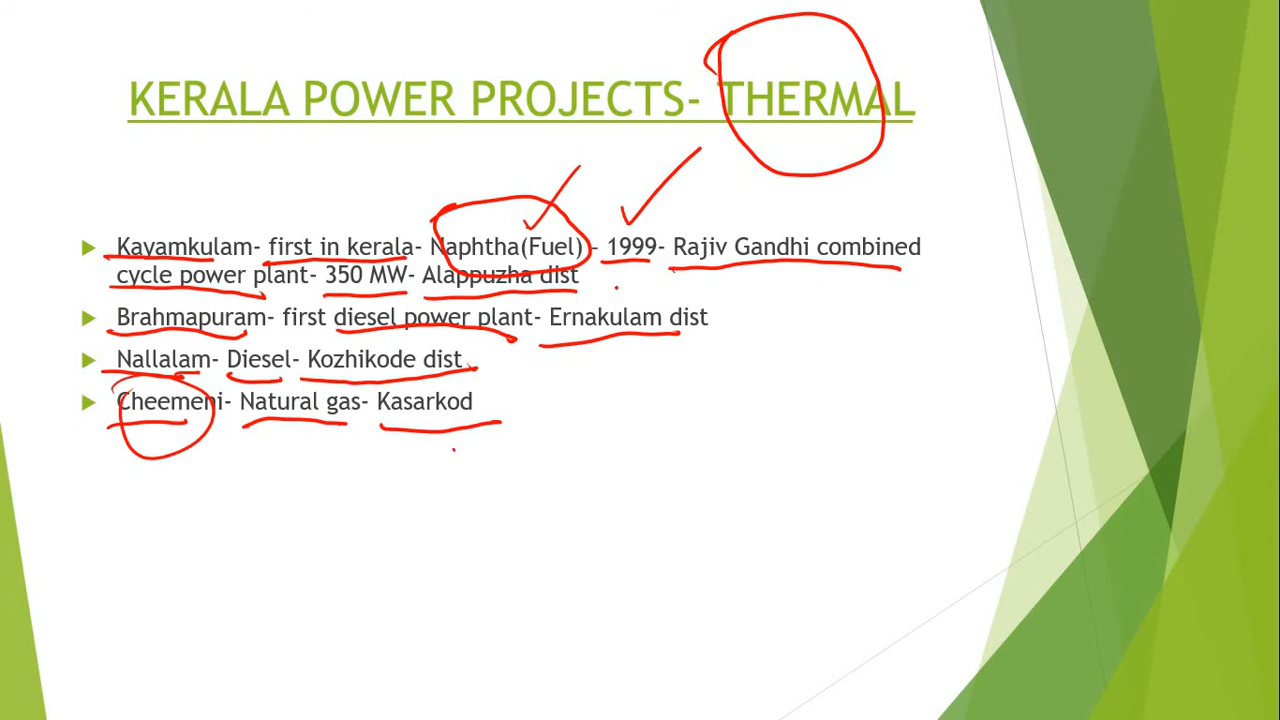 KERALA POWER PROJECTS- THERMAL
Kayamkulam- first in kerala- Naphtha(Fuel) - 1999- Rajiv Gandhi combined
cycle power plant- 350 MW- Alappuzha dist
Brahmapuram- first diesel power plant- Ernakulam dist
Nallalam- Diesel- Kozhikode dist
Cheemeni- Natural gas- Kasarkod